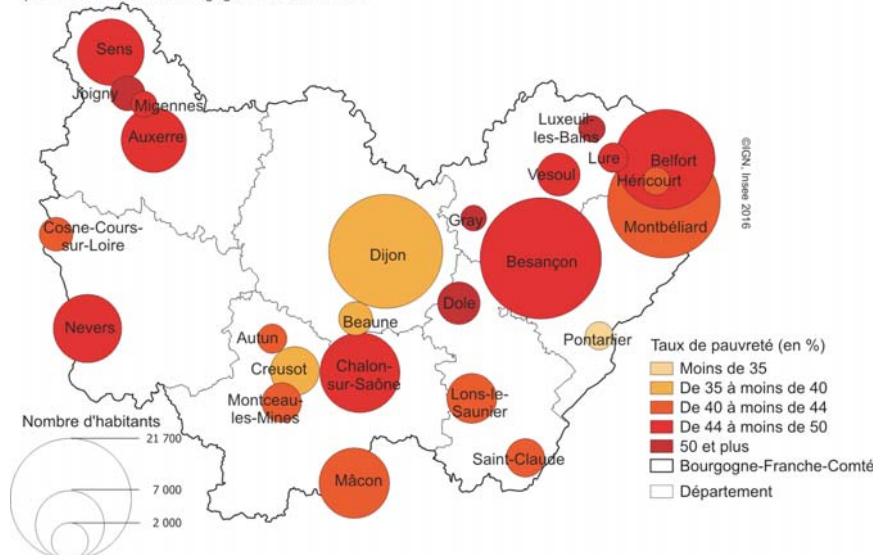 Sens
Joigny
Migennes
Auxerre
Luxeuil-
les-Bains
Lure
Belfort
Vesoul
Héricourt
Montbéliard
©IGN, Insee 2016
Cosne-Cours-
sur-Loire
Gray
Dijon
Besançon
Nevers
Dole
Beaune
Pontarlier
Autun
Creusot
Chalon-
sur-Saône
Montceau-
les-Mines
Lons-le-
Saunier
Saint-Claude
Mâcon
Nombre d'habitants
21 700
7 000
2 000
Taux de pauvreté (en %)
Moins de 35
De 35 à moins de 40
De 40 à moins de 44
De 44 à moins de 50
50 et plus
Bourgogne-Franche-Comté
Département